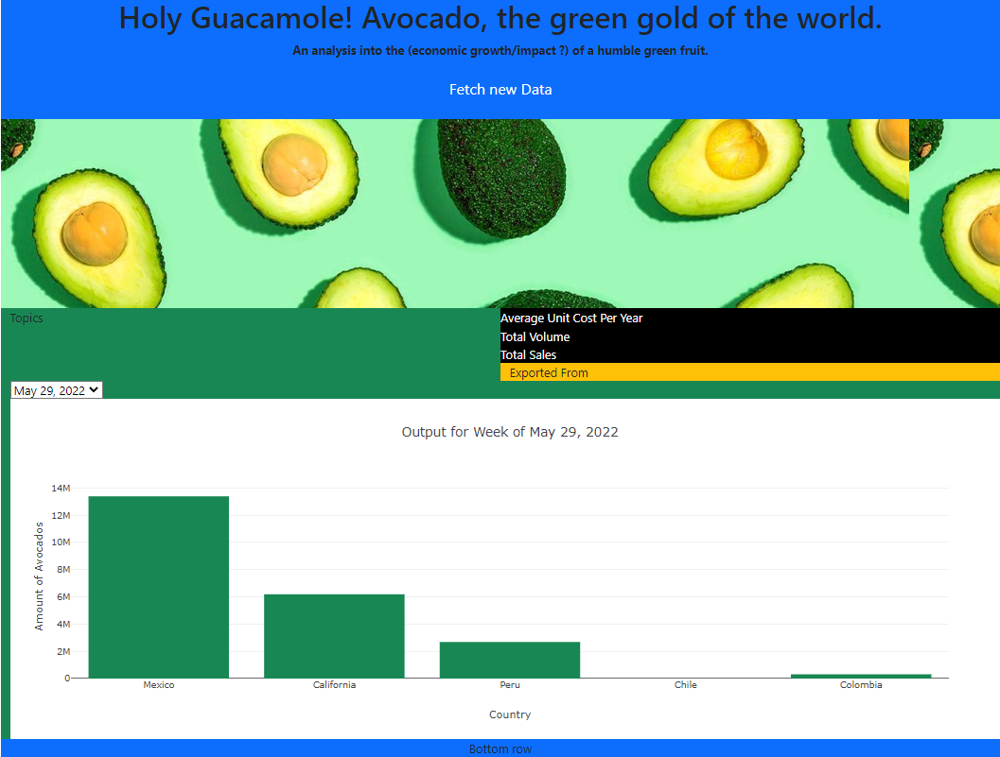 Holy Guacamole! Avocado, the green gold of the world.
An analysis into the (economic growth/impact ?) of a humble green fruit.
Fetch new Data
Topics
Average Unit Cost Per Year
Total Volume
Total Sales
Exported From
May 29, 2022
Output for Week of May 29, 2022
14M
12M
10M
8M
6M
4M
2M
0
Amount of Avocados
Mexico California Peru Chile Colombia
Country
Bottom row